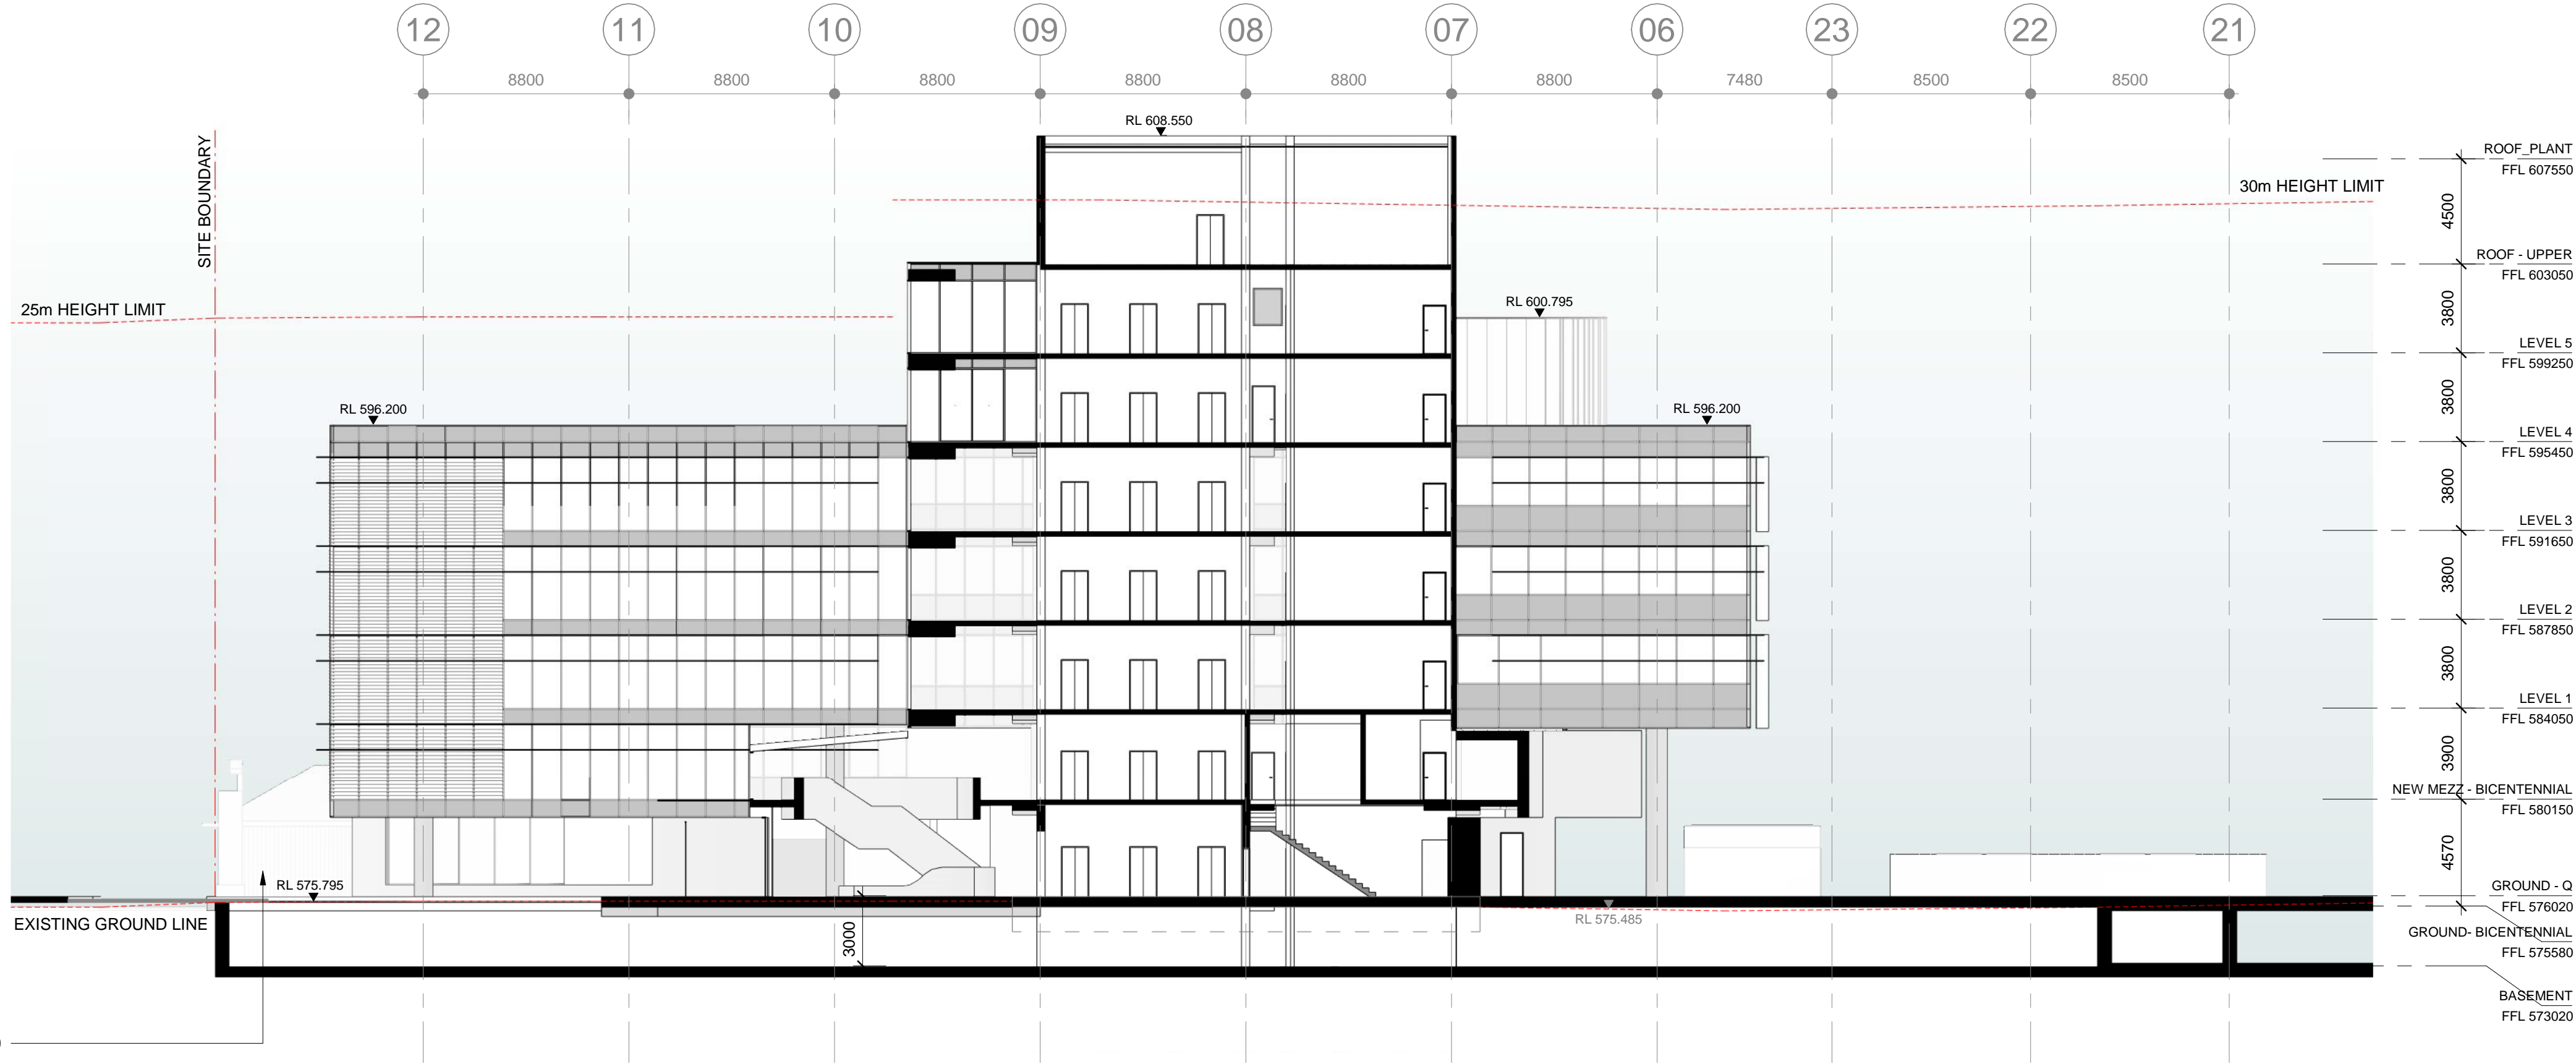 12 11 10 09 08 07 06 23 22 21
8800 8800 8800 8800 8800 8800 7480 8500 8500
SITE BOUNDARY
RL 608.550
ROOF_PLANT
FFL 607550
30m HEIGHT LIMIT
4500
ROOF - UPPER
FFL 603050
25m HEIGHT LIMIT
RL 600.795
3800
LEVEL 5
FFL 599250
3800
RL 596.200
RL 596.200
LEVEL 4
FFL 595450
3800
LEVEL 3
FFL 591650
3800
LEVEL 2
FFL 587850
3800
LEVEL 1
FFL 584050
3900
NEW MEZZ - BICENTENNIAL
FFL 580150
4570
RL 575.795
GROUND - Q
FFL 576020
EXISTING GROUND LINE
RL 575.485
GROUND- BICENTENNIAL
FFL 575580
3000
BASEMENT
FFL 573020